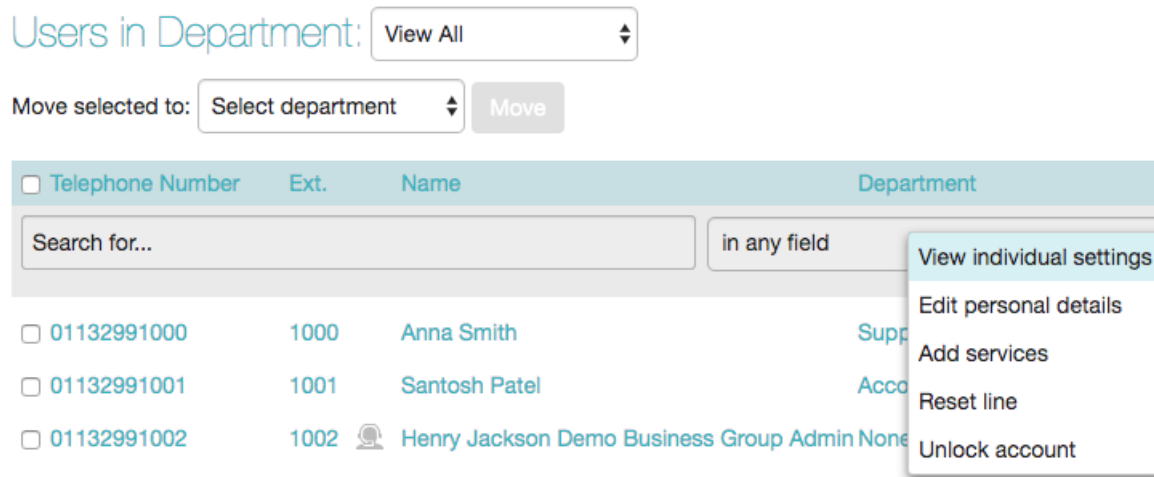 Users in Department: View All
Move selected to: Select department Move
Telephone Number Ext. Name Department
Search for... in any field
View individual settings
Edit personal details
Add services
Reset line
Unlock account
01132991000 1000 Anna Smith Supp
01132991001 1001 Santosh Patel Acco
01132991002 1002 Henry Jackson Demo Business Group Admin None